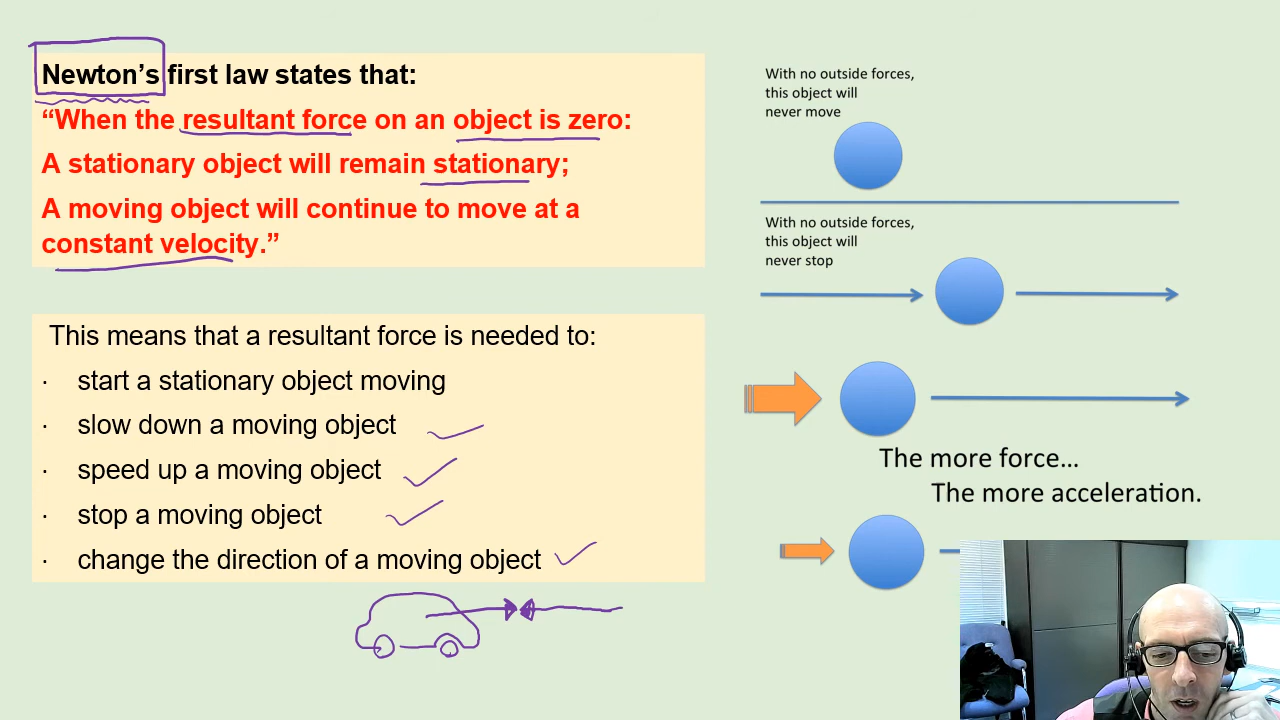 Newton’s first law states that:
“When the resultant force on an object is zero:
A stationary object will remain stationary;
A moving object will continue to move at a
constant velocity.”
This means that a resultant force is needed to:
· start a stationary object moving
· slow down a moving object
· speed up a moving object
· stop a moving object
· change the direction of a moving object
With no outside forces,
this object will
never move
With no outside forces,
this object will
never stop
The more force...
The more acceleration.